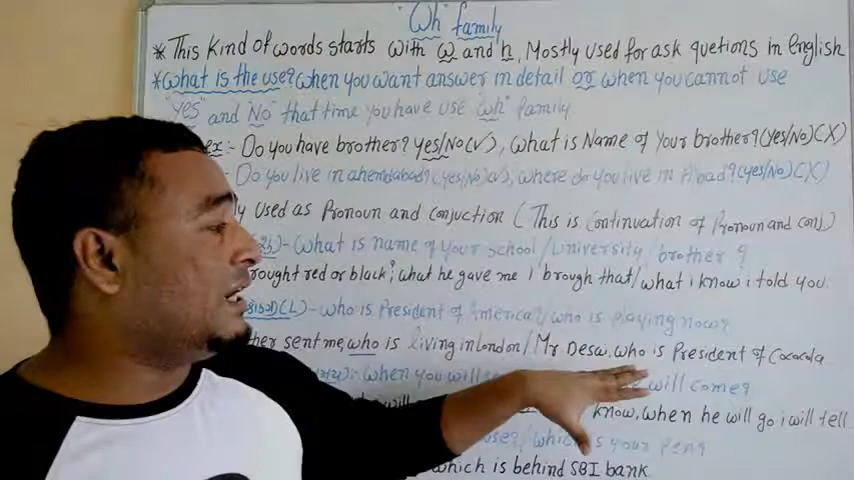 "Wh" family
* This Kind of words starts with w and h, Mostly used for ask quetions in English
* What is the use? when you want answer in detail or when you cannot use
"yes" and No" that time you have use "wh" family
ex:- Do you have brother? yes/No(V), What is Name of Your brother? (yes/No)(X)
Do you live in ahemdabad? (yes/No)(V), where do you live in A'bad? (yes/No)(X)
Used as Pronoun and conjuction (This is continuation of Pronoun and conj)
- What is name of your school/University/brother?
rought red or black?, what he gave me I brough that/what i know i told you.
(L)- who is President of America?/who is playing now?
her sent me, who is living in london/Mr Desai, who is President of Cococola
:- when you will will come?
know, when he will go i will tell
use?/which is your Pen?
which is behind SBI bank